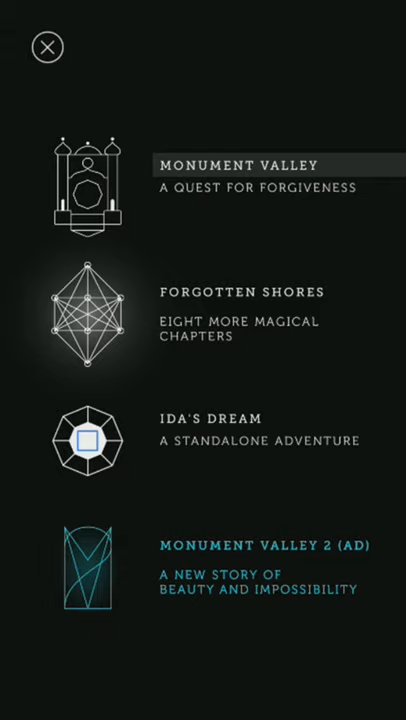 MONUMENT VALLEY
A QUEST FOR FORGIVENESS
FORGOTTEN SHORES
EIGHT MORE MAGICAL
CHAPTERS
IDA'S DREAM
A STANDALONE ADVENTURE
MONUMENT VALLEY 2 (AD)
A NEW STORY OF
BEAUTY AND IMPOSSIBILITY